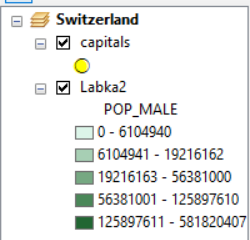 Switzerland
capitals
Labka2
POP_MALE
0 - 6104940
6104941 - 19216162
19216163 - 56381000
56381001 - 125897610
125897611 - 581820407